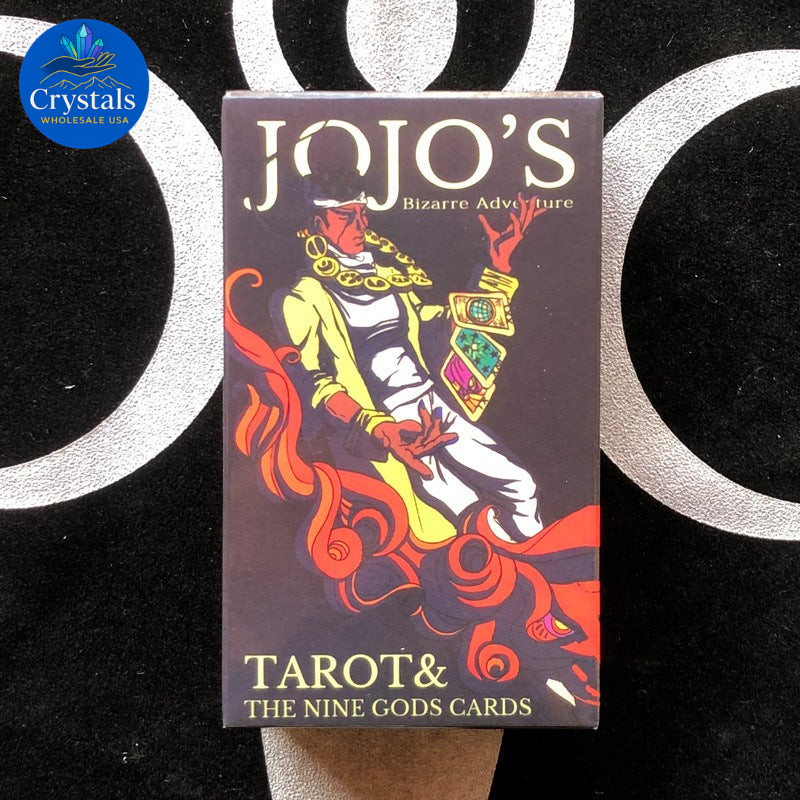 Crystals
WHOLESALE USA
JOJO'S
Bizarre Adventure
TAROT&
THE NINE GODS CARDS